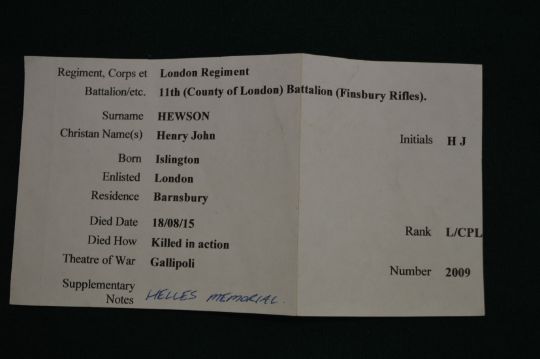 Regiment, Corps et London Regiment
Battalion/etc. 11th (County of London) Battalion (Finsbury Rifles).
Surname HEWSON
Christan Name(s) Henry John Initials H J
Born Islington
Enlisted London
Residence Barnsbury
Died Date 18/08/15 Rank L/CPL
Died How Killed in action
Theatre of War Gallipoli Number 2009
Supplementary
Notes HELLES MEMORIAL.